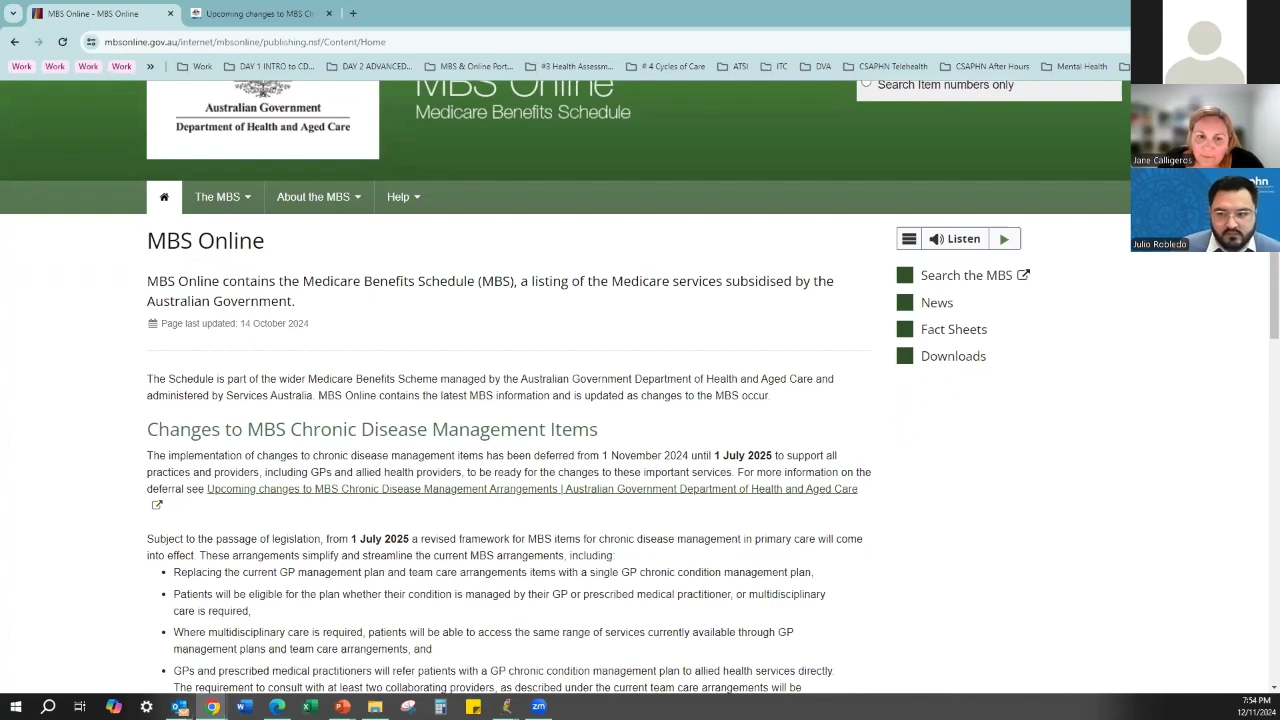 MBS Online - MBS Online
Upcoming changes to MBS Ch
mbsonline.gov.au/internet/mbsonline/publishing.nsf/Content/Home
Work
Work
Work
Work
Work
DAY 1 INTRO to CD...
DAY 2 ADVANCED...
MBS & Online Port...
#3 Health Assessm...
# 4 Cycles of Care
ATSI
ITC
DVA
CSAPHN Telehealth
CSAPHN After Hours
Mental Health
Australian Government
Department of Health and Aged Care
MBS Online
Medicare Benefits Schedule
Search Item numbers only
The MBS
About the MBS
Help
MBS Online
MBS Online contains the Medicare Benefits Schedule (MBS), a listing of the Medicare services subsidised by the
Australian Government.
Page last updated: 14 October 2024
The Schedule is part of the wider Medicare Benefits Scheme managed by the Australian Government Department of Health and Aged Care and
administered by Services Australia. MBS Online contains the latest MBS information and is updated as changes to the MBS occur.
Changes to MBS Chronic Disease Management Items
The implementation of changes to chronic disease management items has been deferred from 1 November 2024 until 1 July 2025 to support all
practices and providers, including GPs and allied health providers, to be ready for the changes to these important services. For more information on the
deferral see Upcoming changes to MBS Chronic Disease Management Arrangements | Australian Government Department of Health and Aged Care
Subject to the passage of legislation, from 1 July 2025 a revised framework for MBS items for chronic disease management in primary care will come
into effect. These arrangements simplify and streamline the current MBS arrangements, including:
• Replacing the current GP management plan and team care arrangements items with a single GP chronic condition management plan,
• Patients will be eligible for the plan whether their condition is managed by their GP or prescribed medical practitioner, or multidisciplinary
care is required,
• Where multidisciplinary care is required, patients will be able to access the same range of services currently available through GP
management plans and team care arrangements, and
• GPs and prescribed medical practitioners will refer patients with a GP chronic condition management plan to allied health services directly.
The requirement to consult with at least two collaborating providers, as described under the current team care arrangements will be
Listen
Search the MBS
News
Fact Sheets
Downloads
Jane Calligeros
phn
Julio Robledo
7:54 PM
12/11/2024